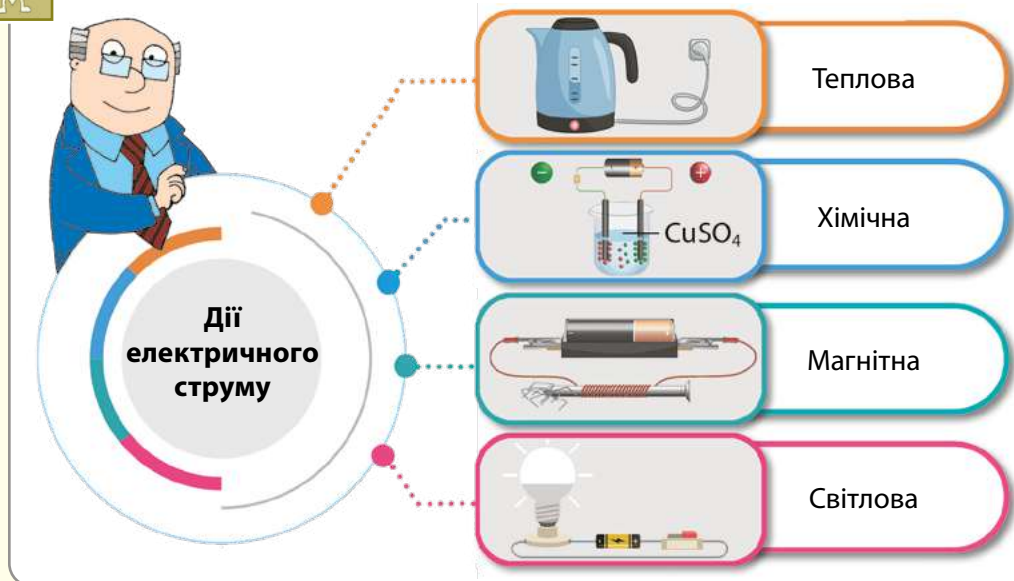 Дії
електричного
струму
Теплова
−
+
CuSO₄
Хімічна
Магнітна
Світлова